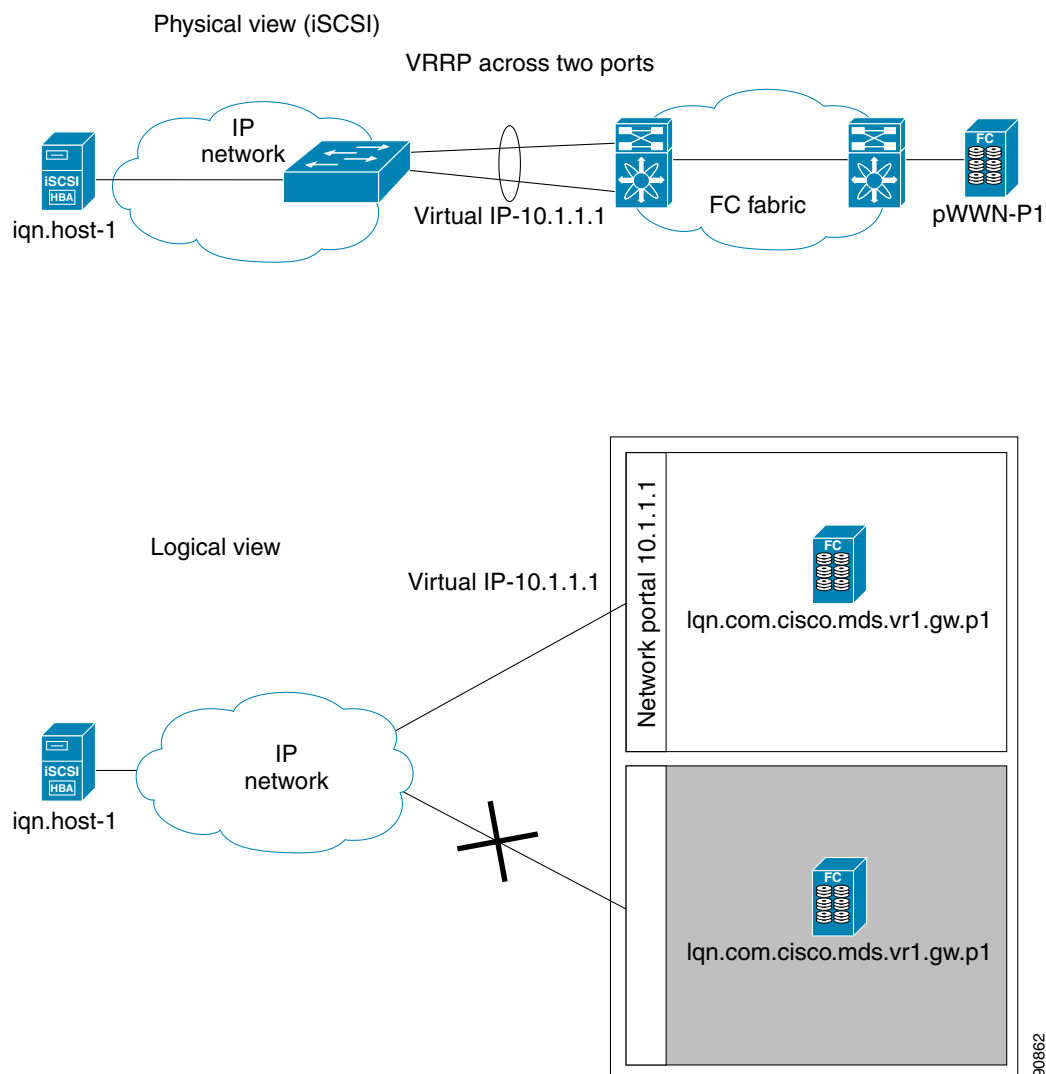 Physical view (iSCSI)
VRRP across two ports
IP
network
iSCSI
HBA
iqn.host-1
Virtual IP-10.1.1.1
FC fabric
FC
pWWN-P1
Logical view
Virtual IP-10.1.1.1
Network portal 10.1.1.1
FC
lqn.com.cisco.mds.vr1.gw.p1
IP
network
iSCSI
HBA
iqn.host-1
FC
lqn.com.cisco.mds.vr1.gw.p1
90862